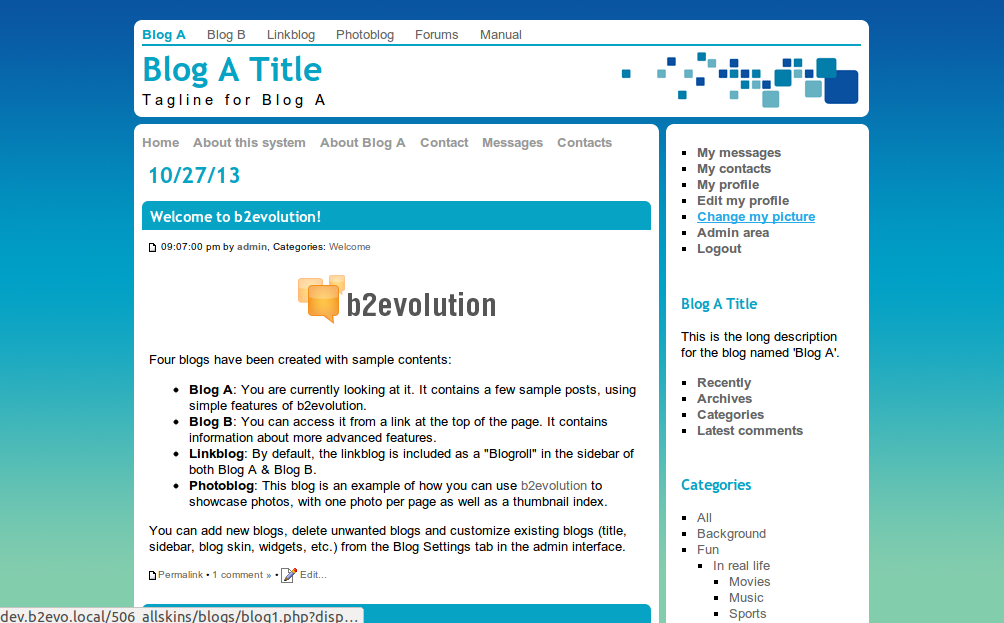 Blog A Blog B Linkblog Photoblog Forums Manual
Blog A Title
Tagline for Blog A
Home About this system About Blog A Contact Messages Contacts
10/27/13
Welcome to b2evolution!
09:07:00 pm by admin, Categories: Welcome
b2evolution
Four blogs have been created with sample contents:
• Blog A: You are currently looking at it. It contains a few sample posts, using
simple features of b2evolution.
• Blog B: You can access it from a link at the top of the page. It contains
information about more advanced features.
• Linkblog: By default, the linkblog is included as a "Blogroll" in the sidebar of
both Blog A & Blog B.
• Photoblog: This blog is an example of how you can use b2evolution to
showcase photos, with one photo per page as well as a thumbnail index.
You can add new blogs, delete unwanted blogs and customize existing blogs (title,
sidebar, blog skin, widgets, etc.) from the Blog Settings tab in the admin interface.
Permalink • 1 comment » • Edit...
My messages
My contacts
My profile
Edit my profile
Change my picture
Admin area
Logout
Blog A Title
This is the long description
for the blog named 'Blog A'.
Recently
Archives
Categories
Latest comments
Categories
All
Background
Fun
In real life
Movies
Music
Sports
dev.b2evo.local/506_allskins/blogs/blog1.php?disp...